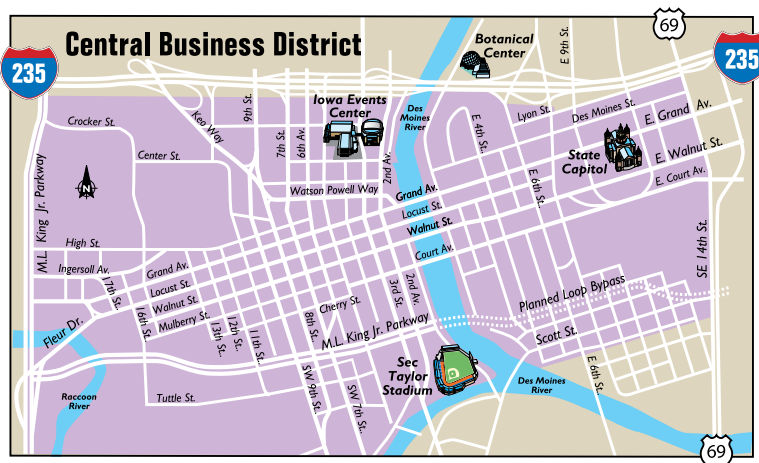 Central Business District
69
235
235
Botanical
Center
E 9th St.
Iowa Events
Center
Des
Moines
River
Keo Way
9th St.
7th St.
6th Av.
2nd Av.
Crocker St.
Center St.
E 4th St.
Lyon St.
Des Moines St.
E. Grand Av.
State
Capitol
E. Walnut St.
E. Court Av.
E 6th St.
N
M.L. King Jr. Parkway
Watson Powell Way
Grand Av.
Locust St.
Walnut St.
Court Av.
High St.
Ingersoll Av.
Grand Av.
Locust St.
Walnut St.
Mulberry St.
17th St.
16th St.
13th St.
12th St.
11th St.
8th St.
Cherry St.
3rd St.
2nd Av.
SE 14th St.
Planned Loop Bypass
Fleur Dr.
M.L. King Jr. Parkway
Scott St.
Sec
Taylor
Stadium
SW 9th St.
SW 7th St.
E 6th St.
Des Moines
River
Raccoon
River
Tuttle St.
69